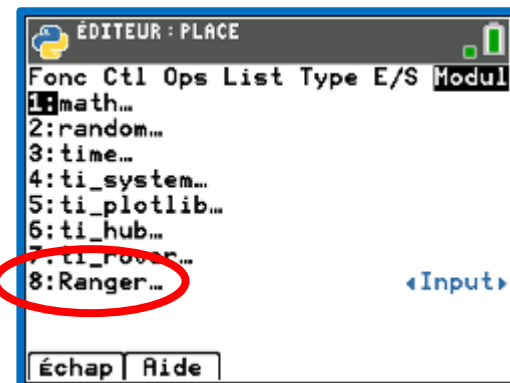 ÉDITEUR : PLACE
Fonc Ctl Ops List Type E/S Modul
1:math…
2:random…
3:time…
4:ti_system…
5:ti_plotlib…
6:ti_hub…
7:ti_rover…
8:Ranger… ◂Input▸
Échap Aide